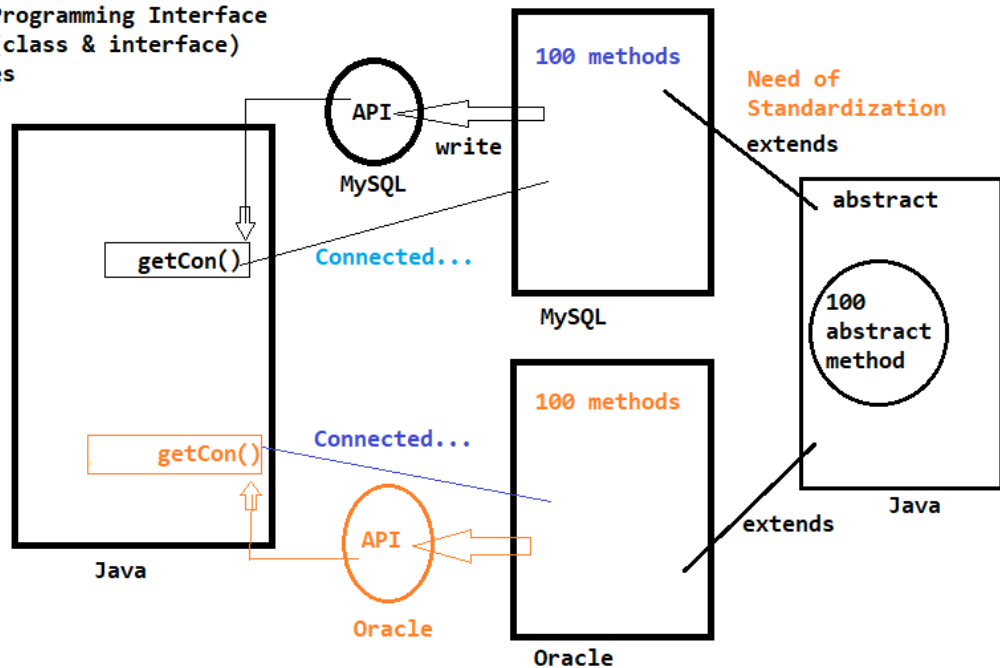 Programming Interface
(class & interface)
es
API
MySQL
write
100 methods
MySQL
Need of
Standardization
extends
abstract
100
abstract
method
Java
getCon()
Connected...
getCon()
Connected...
100 methods
extends
API
Oracle
Java
Oracle